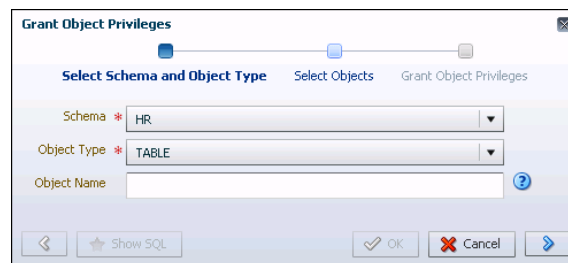 Grant Object Privileges
Select Schema and Object Type Select Objects Grant Object Privileges
Schema * HR
Object Type * TABLE
Object Name
Show SQL OK Cancel